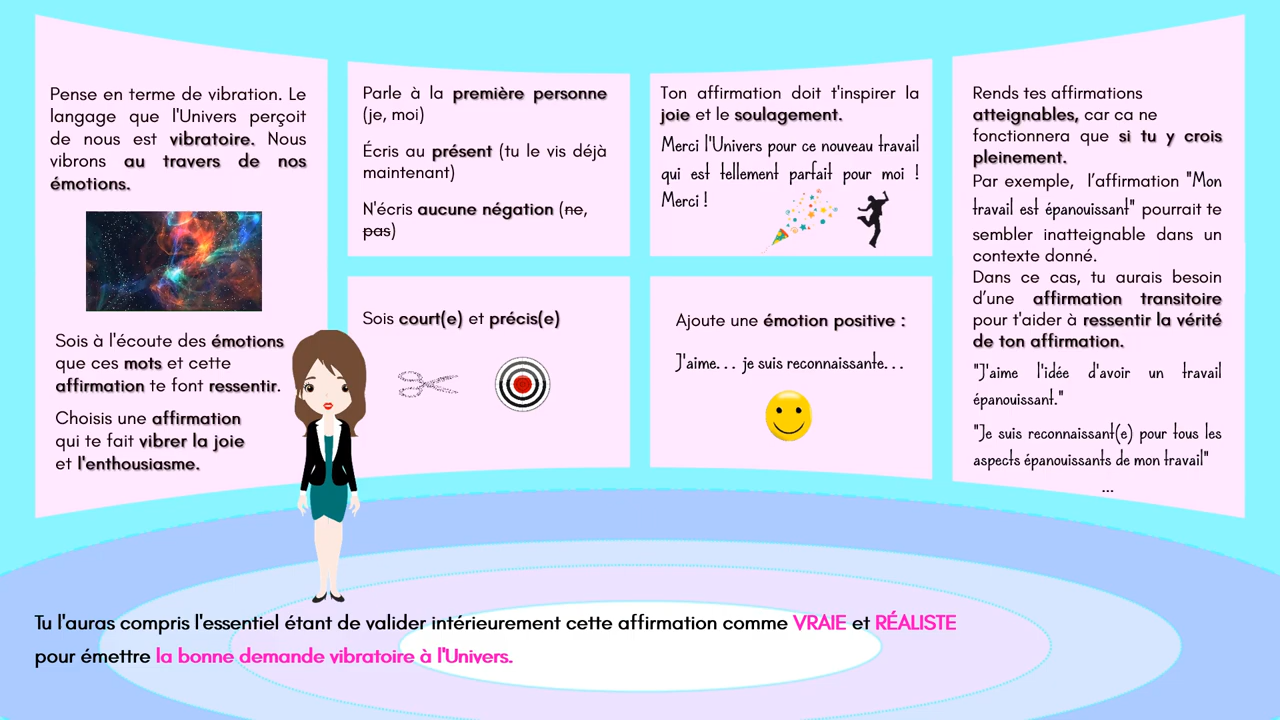 Pense en terme de vibration. Le
langage que l'Univers perçoit
de nous est vibratoire. Nous
vibrons au travers de nos
émotions.
Sois à l'écoute des émotions
que ces mots et cette
affirmation te font ressentir.
Choisis une affirmation
qui te fait vibrer la joie
et l'enthousiasme.
Parle à la première personne
(je, moi)
Écris au présent (tu le vis déjà
maintenant)
N'écris aucune négation (ne,
pas)
Sois court(e) et précis(e)
Ton affirmation doit t'inspirer la
joie et le soulagement.
Merci l'Univers pour ce nouveau travail
qui est tellement parfait pour moi !
Merci !
Ajoute une émotion positive :
J'aime... je suis reconnaissante...
Rends tes affirmations
atteignables, car ca ne
fonctionnera que si tu y crois
pleinement.
Par exemple, l'affirmation "Mon
travail est épanouissant" pourrait te
sembler inatteignable dans un
contexte donné.
Dans ce cas, tu aurais besoin
d'une affirmation transitoire
pour t'aider à ressentir la vérité
de ton affirmation.
"J'aime l'idée d'avoir un travail
épanouissant."
"Je suis reconnaissant(e) pour tous les
aspects épanouissants de mon travail"
...
Tu l'auras compris l'essentiel étant de valider intérieurement cette affirmation comme VRAIE et RÉALISTE
pour émettre la bonne demande vibratoire à l'Univers.